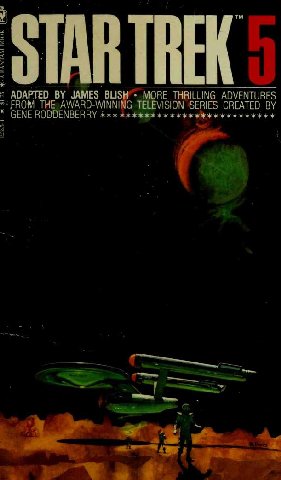 STAR TREK™ 5
ADAPTED BY JAMES BLISH • MORE THRILLING ADVENTURES
FROM THE AWARD-WINNING TELEVISION SERIES CREATED BY
GENE RODDENBERRY ★★★★★★★★★★★★★★★★★★★★★★★★★★★